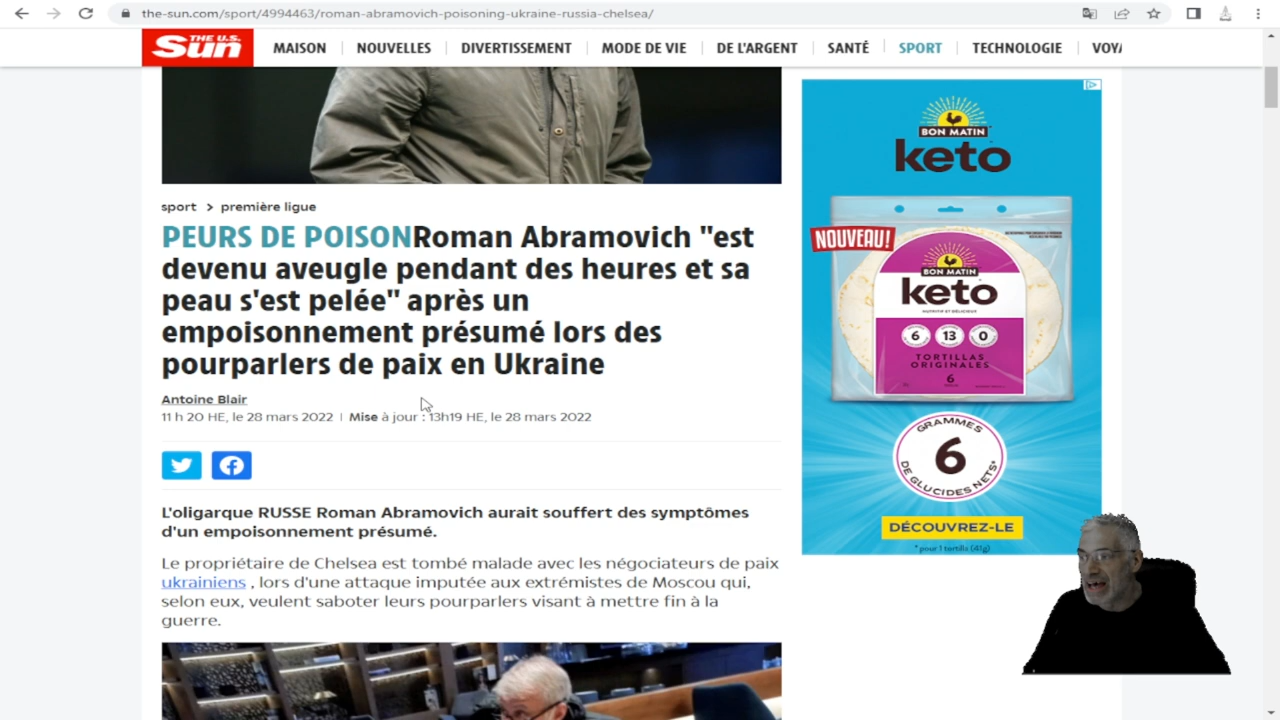 the-sun.com/sport/4994463/roman-abramovich-poisoning-ukraine-russia-chelsea/
THE U.S. Sun
MAISON NOUVELLES DIVERTISSEMENT MODE DE VIE DE L'ARGENT SANTÉ SPORT TECHNOLOGIE VOYA
sport > première ligue
PEURS DE POISONRoman Abramovich "est
devenu aveugle pendant des heures et sa
peau s'est pelée" après un
empoisonnement présumé lors des
pourparlers de paix en Ukraine
Antoine Blair
11 h 20 HE, le 28 mars 2022 | Mise à jour : 13h19 HE, le 28 mars 2022
L'oligarque RUSSE Roman Abramovich aurait souffert des symptômes
d'un empoisonnement présumé.
Le propriétaire de Chelsea est tombé malade avec les négociateurs de paix
ukrainiens , lors d'une attaque imputée aux extrémistes de Moscou qui,
selon eux, veulent saboter leurs pourparlers visant à mettre fin à la
guerre.
BON MATIN
keto
NOUVEAU!
BON MATIN
keto
NUTRITIF ET DÉLICIEUX
6 13 0
TORTILLAS
ORIGINALES
6
GRAMMES
6
DE GLUCIDES NETS*
DÉCOUVREZ-LE
* pour 1 tortilla (41g)